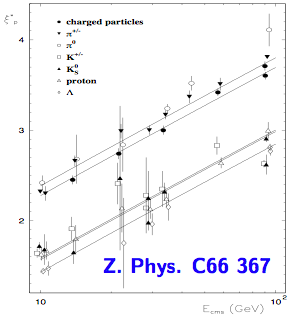 ξ*p
charged particles
π+/-
π0
K+/-
K0S
proton
Λ
4
3
2
Z. Phys. C66 367
10
10²
Ecms (GeV)